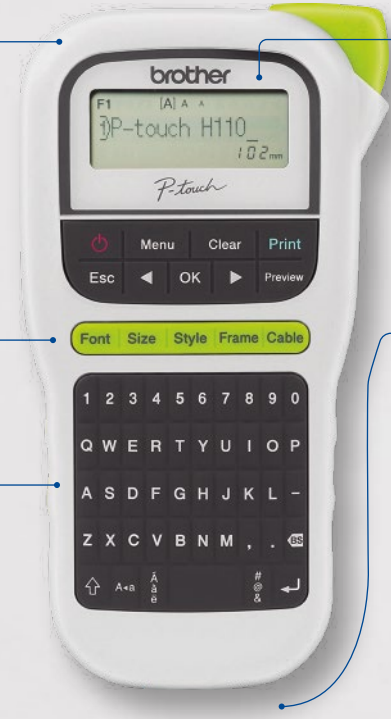 brother
F1 [A] A A
1)P-touch H110_
102mm
P-touch
Menu Clear Print
Esc ◀ OK ▶ Preview
Font Size Style Frame Cable
1 2 3 4 5 6 7 8 9 0
Q W E R T Y U I O P
A S D F G H J K L -
Z X C V B N M , . BS
A◂a Ä à ë # @ &